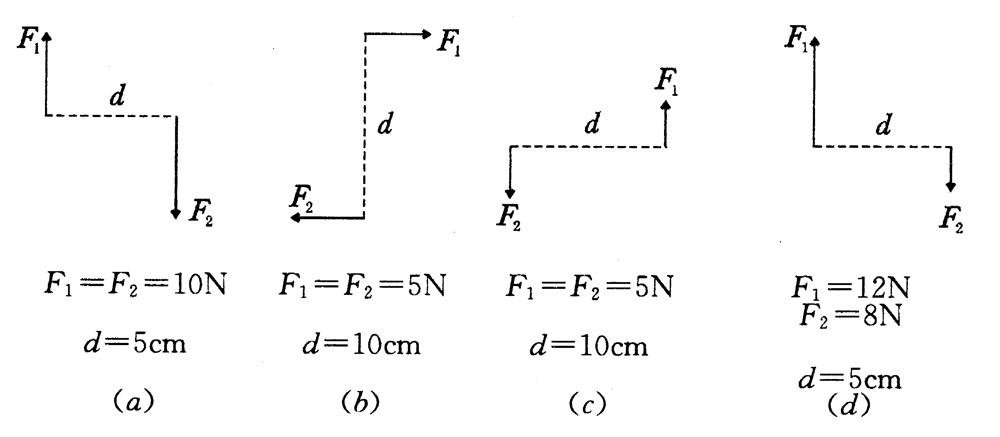 F₁ d F₂
F₁ d F₂
F₁ d F₂
F₁ d F₂
F₁=F₂=10N
d=5cm
(a)
F₁=F₂=5N
d=10cm
(b)
F₁=F₂=5N
d=10cm
(c)
F₁=12N
F₂=8N
d=5cm
(d)